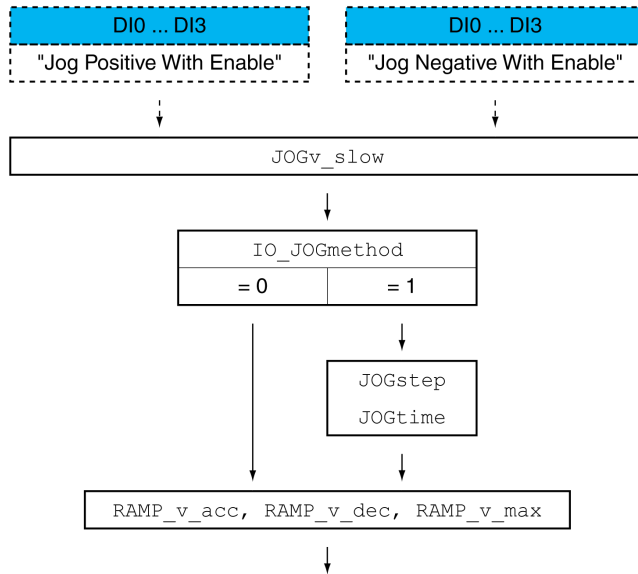 DI0 ... DI3
DI0 ... DI3
"Jog Positive With Enable"
"Jog Negative With Enable"
JOGv_slow
IO_JOGmethod
= 0
= 1
JOGstep
JOGtime
RAMP_v_acc, RAMP_v_dec, RAMP_v_max